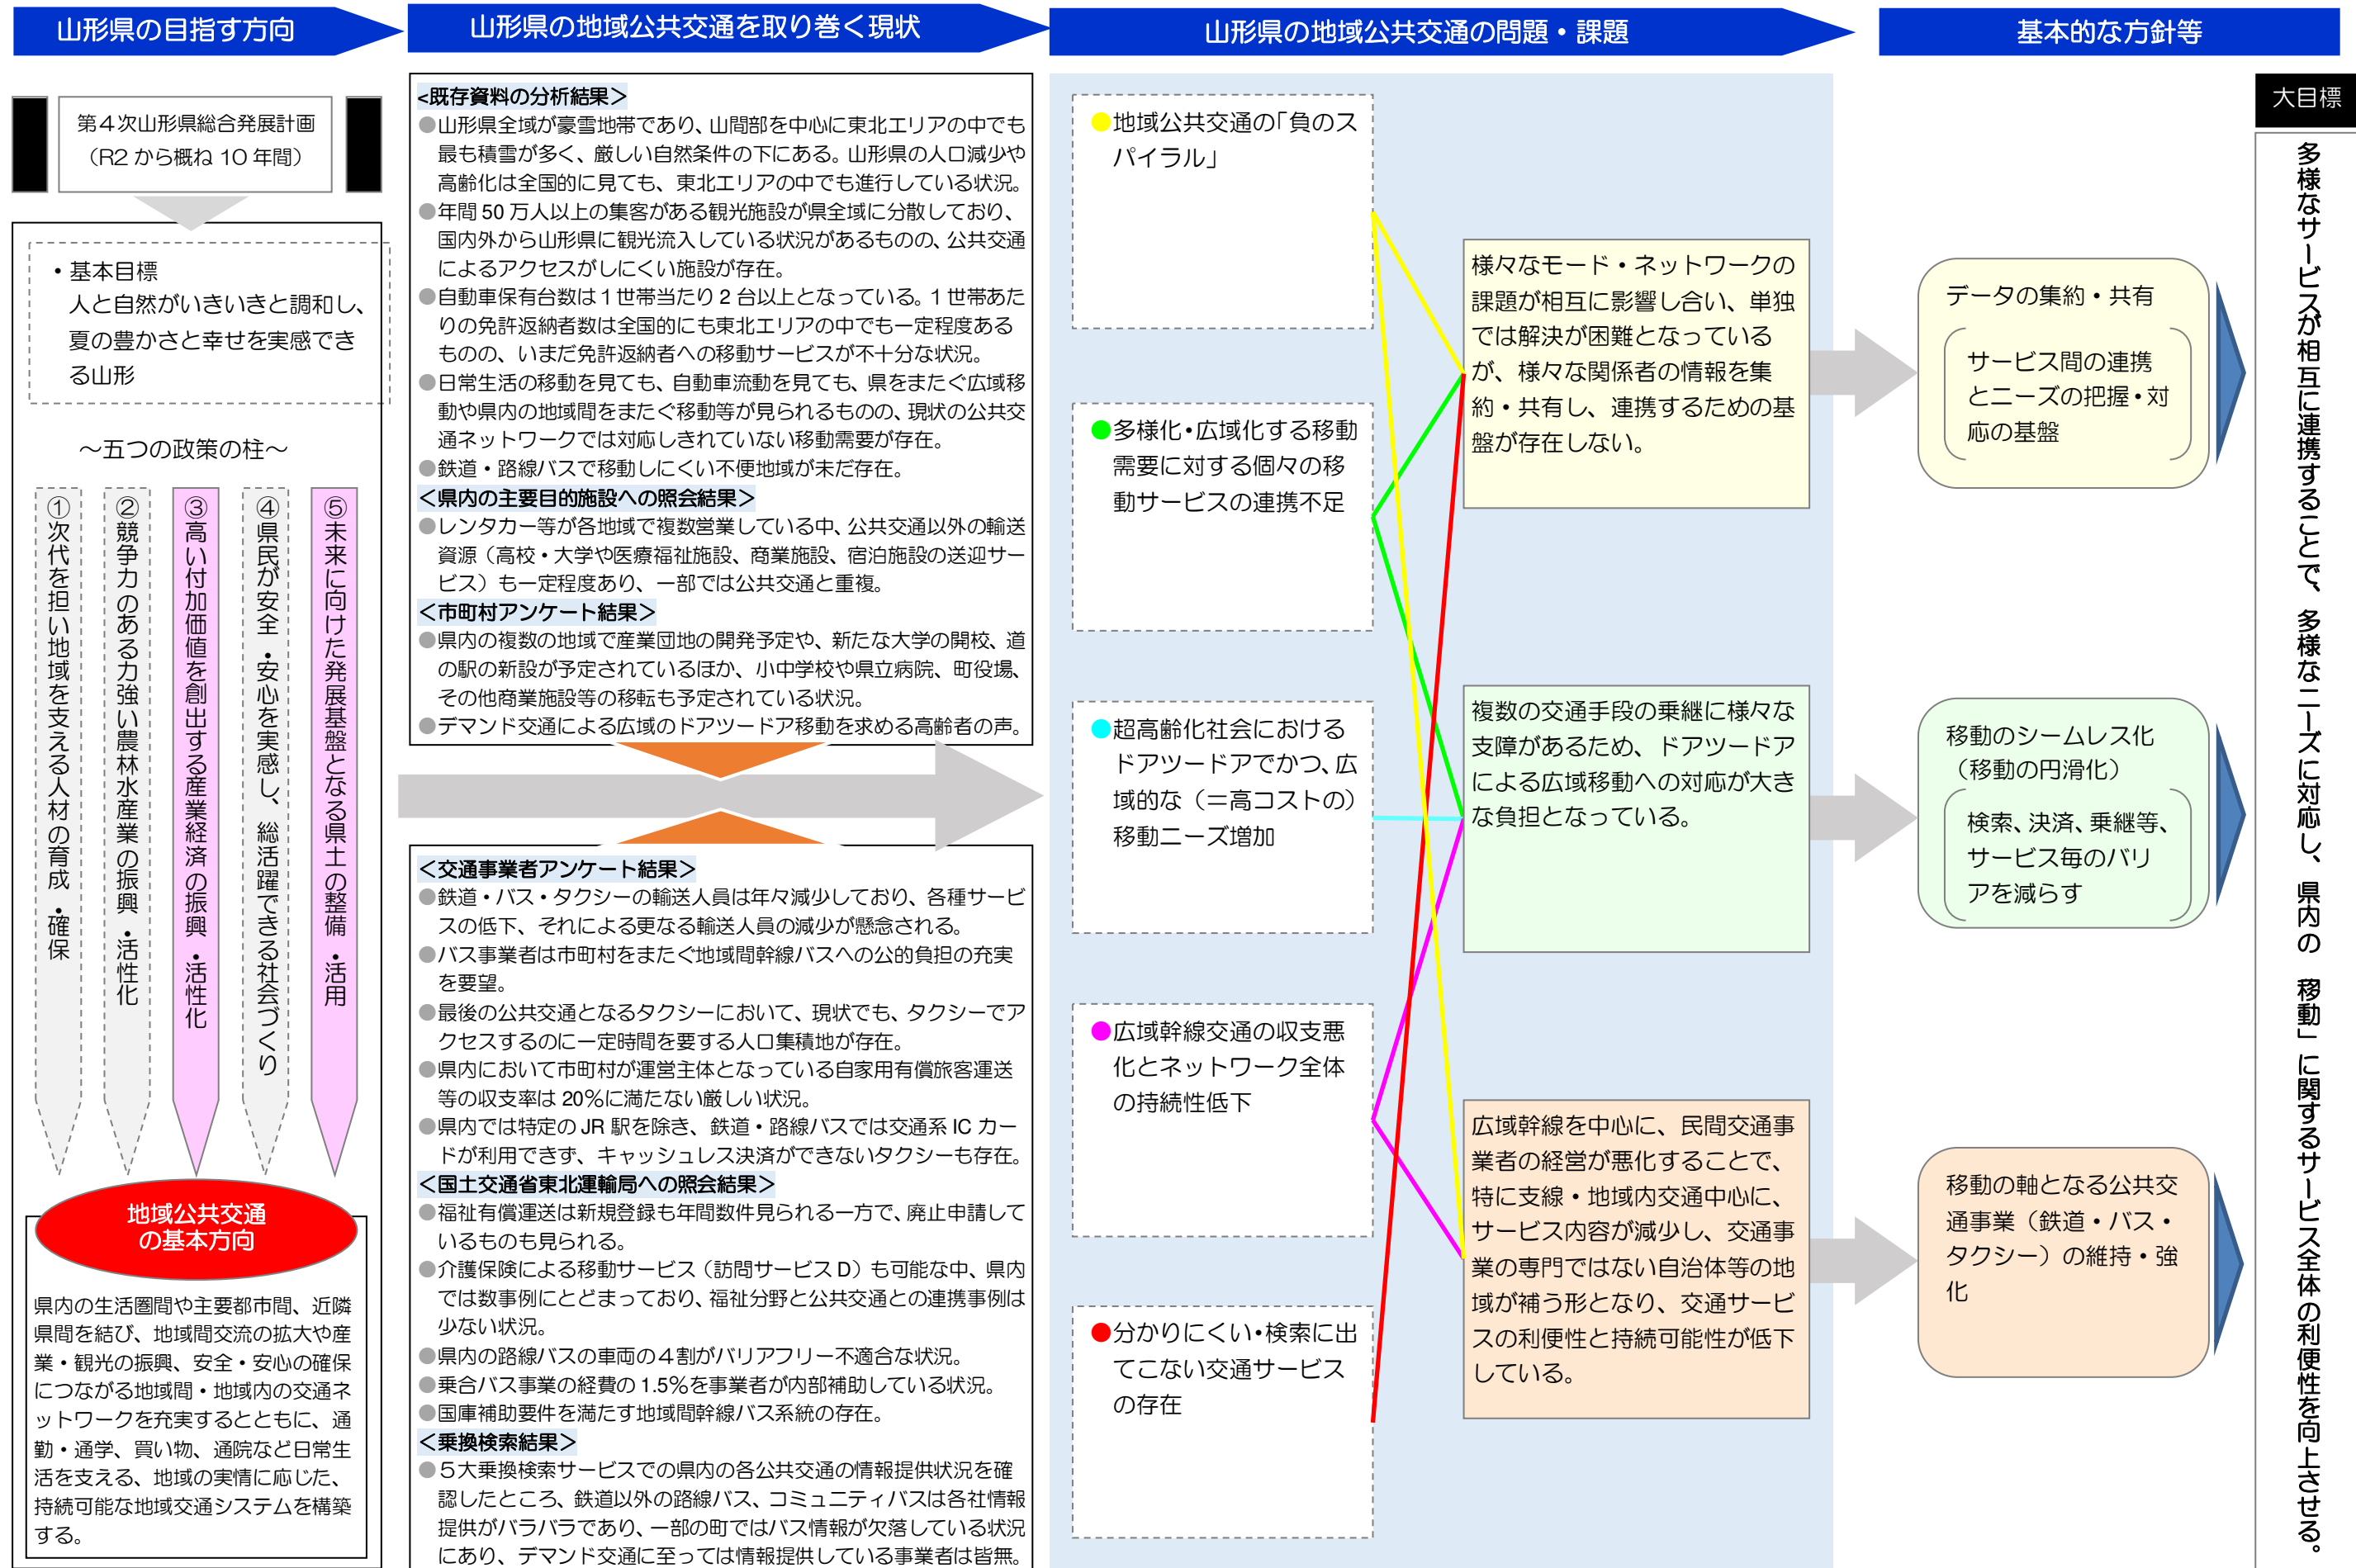 山形県の目指す方向
第４次山形県総合発展計画
（R2 から概ね 10 年間）
・基本目標
人と自然がいきいきと調和し、
夏の豊かさと幸せを実感でき
る山形
～五つの政策の柱～
①次代を担い地域を支える人材の育成・確保
②競争力のある力強い農林水産業の振興・活性化
③高い付加価値を創出する産業経済の振興・活性化
④県民が安全・安心を実感し、総活躍できる社会づくり
⑤未来に向けた発展基盤となる県土の整備・活用
地域公共交通
の基本方向
県内の生活圏間や主要都市間、近隣
県間を結び、地域間交流の拡大や産
業・観光の振興、安全・安心の確保
につながる地域間・地域内の交通ネ
ットワークを充実するとともに、通
勤・通学、買い物、通院など日常生
活を支える、地域の実情に応じた、
持続可能な地域交通システムを構築
する。
山形県の地域公共交通を取り巻く現状
<既存資料の分析結果＞
●山形県全域が豪雪地帯であり、山間部を中心に東北エリアの中でも
最も積雪が多く、厳しい自然条件の下にある。山形県の人口減少や
高齢化は全国的に見ても、東北エリアの中でも進行している状況。
●年間 50 万人以上の集客がある観光施設が県全域に分散しており、
国内外から山形県に観光流入している状況があるものの、公共交通
によるアクセスがしにくい施設が存在。
●自動車保有台数は１世帯当たり 2 台以上となっている。１世帯あた
りの免許返納者数は全国的にも東北エリアの中でも一定程度ある
ものの、いまだ免許返納者への移動サービスが不十分な状況。
●日常生活の移動を見ても、自動車流動を見ても、県をまたぐ広域移
動や県内の地域間をまたぐ移動等が見られるものの、現状の公共交
通ネットワークでは対応しきれていない移動需要が存在。
●鉄道・路線バスで移動しにくい不便地域が未だ存在。
＜県内の主要目的施設への照会結果＞
●レンタカー等が各地域で複数営業している中、公共交通以外の輸送
資源（高校・大学や医療福祉施設、商業施設、宿泊施設の送迎サー
ビス）も一定程度あり、一部では公共交通と重複。
＜市町村アンケート結果＞
●県内の複数の地域で産業団地の開発予定や、新たな大学の開校、道
の駅の新設が予定されているほか、小中学校や県立病院、町役場、
その他商業施設等の移転も予定されている状況。
●デマンド交通による広域のドアツードア移動を求める高齢者の声。
＜交通事業者アンケート結果＞
●鉄道・バス・タクシーの輸送人員は年々減少しており、各種サービ
スの低下、それによる更なる輸送人員の減少が懸念される。
●バス事業者は市町村をまたぐ地域間幹線バスへの公的負担の充実
を要望。
●最後の公共交通となるタクシーにおいて、現状でも、タクシーでア
クセスするのに一定時間を要する人口集積地が存在。
●県内において市町村が運営主体となっている自家用有償旅客運送
等の収支率は 20％に満たない厳しい状況。
●県内では特定の JR 駅を除き、鉄道・路線バスでは交通系 IC カー
ドが利用できず、キャッシュレス決済ができないタクシーも存在。
＜国土交通省東北運輸局への照会結果＞
●福祉有償運送は新規登録も年間数件見られる一方で、廃止申請して
いるものも見られる。
●介護保険による移動サービス（訪問サービス D）も可能な中、県内
では数事例にとどまっており、福祉分野と公共交通との連携事例は
少ない状況。
●県内の路線バスの車両の４割がバリアフリー不適合な状況。
●乗合バス事業の経費の 1.5％を事業者が内部補助している状況。
●国庫補助要件を満たす地域間幹線バス系統の存在。
＜乗換検索結果＞
●５大乗換検索サービスでの県内の各公共交通の情報提供状況を確
認したところ、鉄道以外の路線バス、コミュニティバスは各社情報
提供がバラバラであり、一部の町ではバス情報が欠落している状況
にあり、デマンド交通に至っては情報提供している事業者は皆無。
山形県の地域公共交通の問題・課題
●地域公共交通の｢負のス
パイラル｣
●多様化・広域化する移動
需要に対する個々の移
動サービスの連携不足
●超高齢化社会における
ドアツードアでかつ、広
域的な（＝高コストの）
移動ニーズ増加
●広域幹線交通の収支悪
化とネットワーク全体
の持続性低下
●分かりにくい・検索に出
てこない交通サービス
の存在
様々なモード・ネットワークの
課題が相互に影響し合い、単独
では解決が困難となっている
が、様々な関係者の情報を集
約・共有し、連携するための基
盤が存在しない。
複数の交通手段の乗継に様々な
支障があるため、ドアツードア
による広域移動への対応が大き
な負担となっている。
広域幹線を中心に、民間交通事
業者の経営が悪化することで、
特に支線・地域内交通中心に、
サービス内容が減少し、交通事
業の専門ではない自治体等の地
域が補う形となり、交通サービ
スの利便性と持続可能性が低下
している。
基本的な方針等
データの集約・共有
サービス間の連携
とニーズの把握・対
応の基盤
移動のシームレス化
（移動の円滑化）
検索、決済、乗継等、
サービス毎のバリ
アを減らす
移動の軸となる公共交
通事業（鉄道・バス・
タクシー）の維持・強
化
大目標
多様なサービスが相互に連携することで、多様なニーズに対応し、県内の 移動」に関するサービス全体の利便性を向上させる。